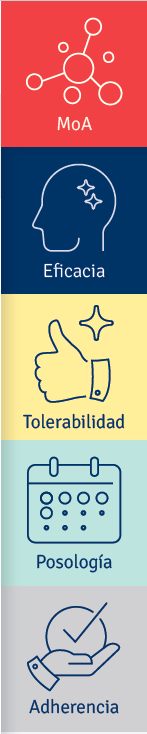 MoA
Eficacia
Tolerabilidad
Posología
Adherencia